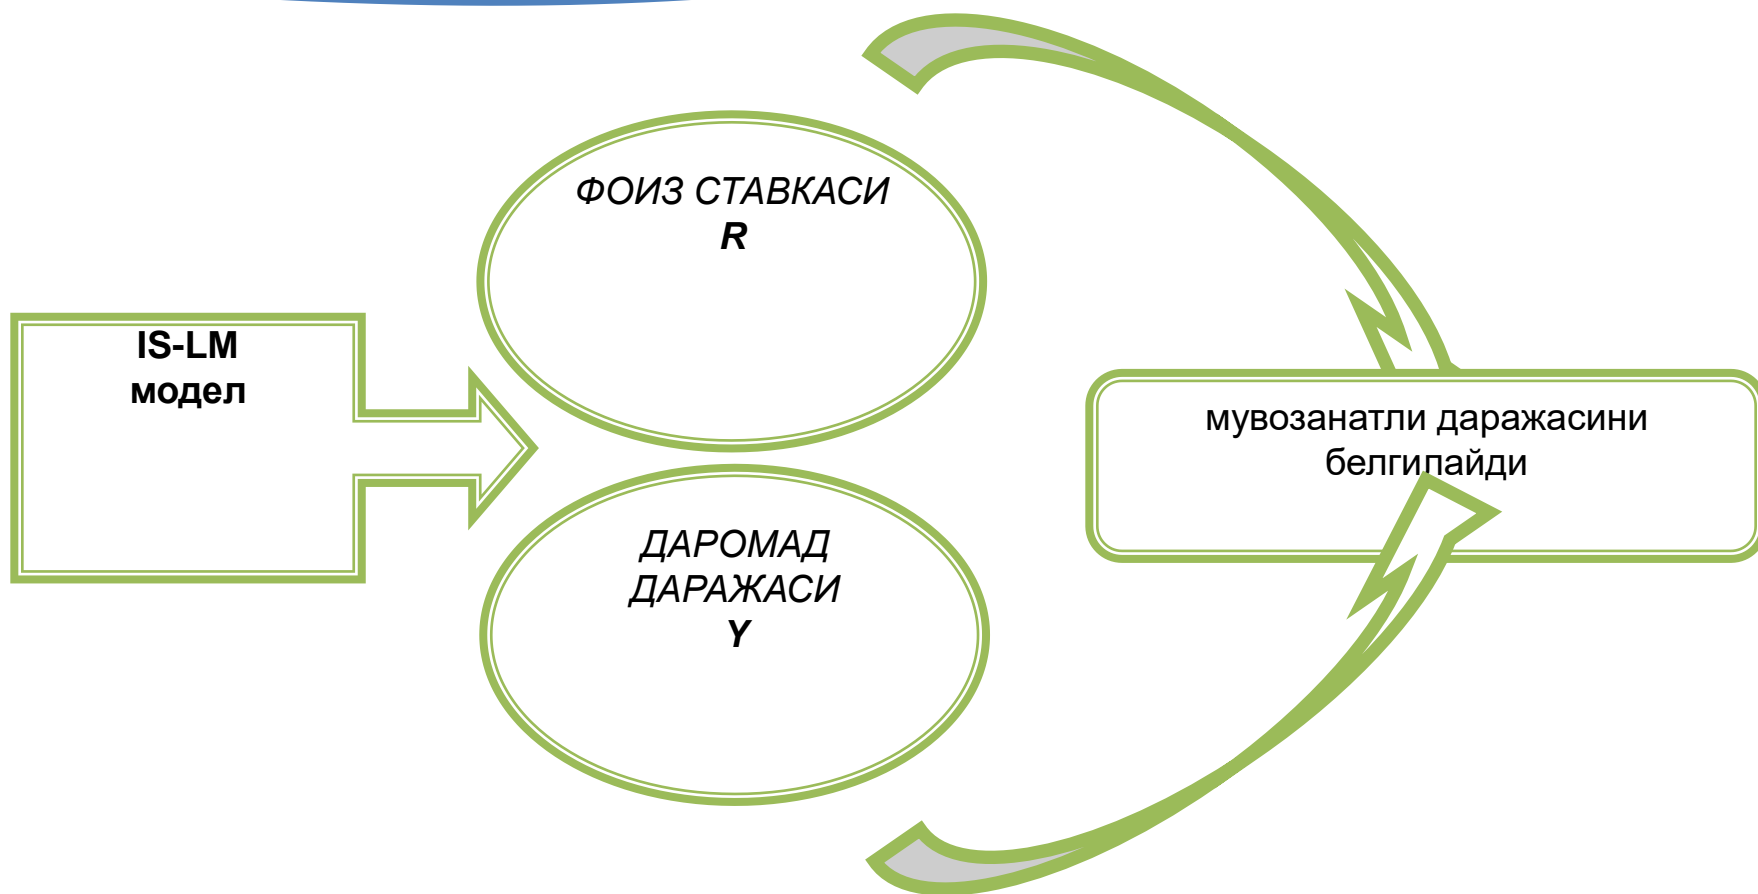 ФОИЗ СТАВКАСИ
R
IS-LM
модел
мувозанатли даражасини
белгилайди
ДАРОМАД
ДАРАЖАСИ
Y